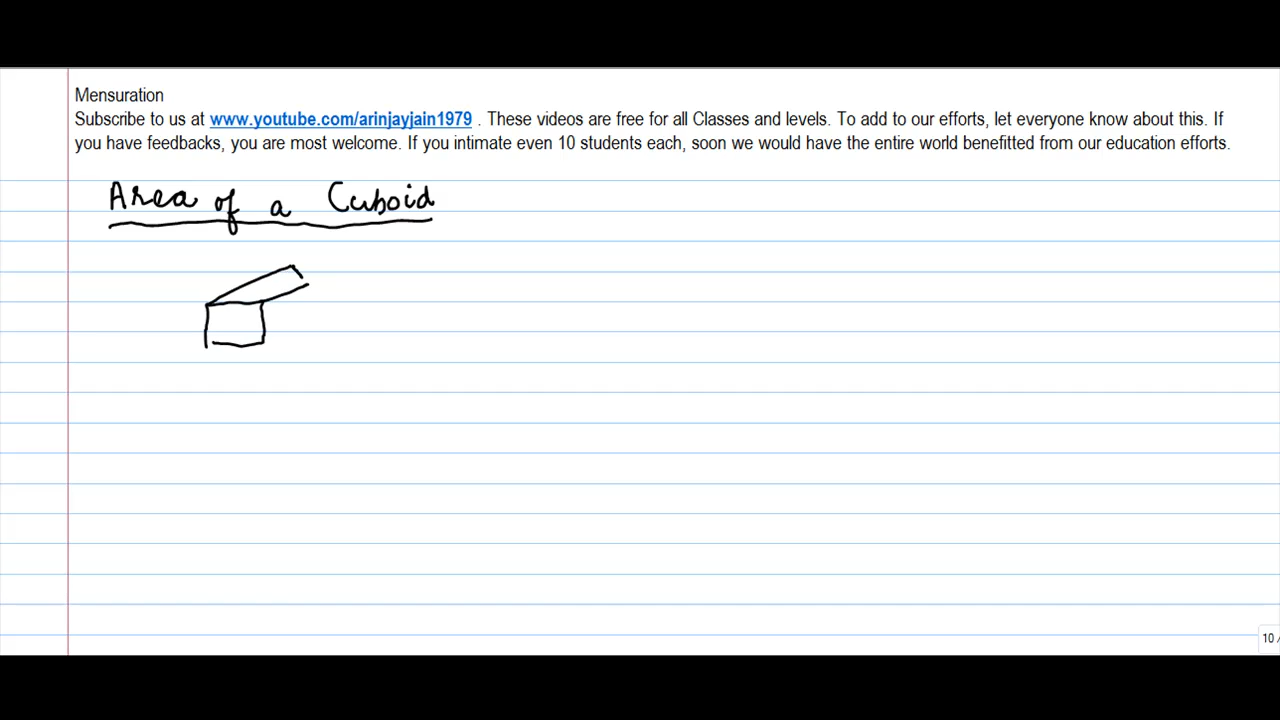 Mensuration
Subscribe to us at www.youtube.com/arinjayjain1979 . These videos are free for all Classes and levels. To add to our efforts, let everyone know about this. If
you have feedbacks, you are most welcome. If you intimate even 10 students each, soon we would have the entire world benefitted from our education efforts.
Area of a Cuboid
10 /